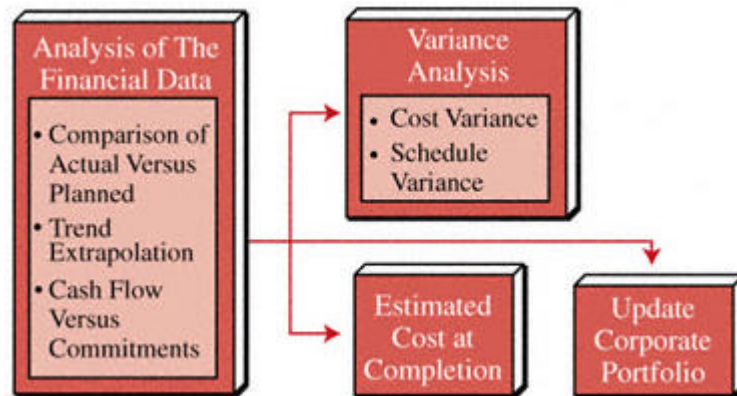 Analysis of The
Financial Data
• Comparison of
Actual Versus
Planned
• Trend
Extrapolation
• Cash Flow
Versus
Commitments
Variance
Analysis
• Cost Variance
• Schedule
Variance
Estimated
Cost at
Completion
Update
Corporate
Portfolio